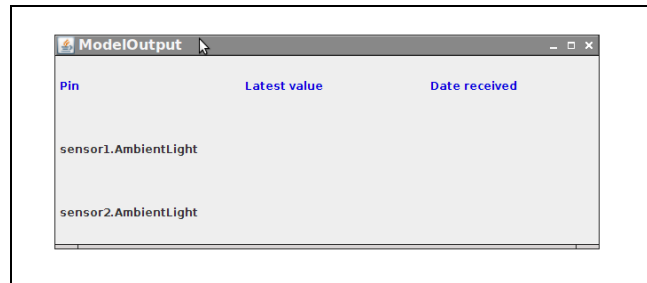 ModelOutput
Pin Latest value Date received
sensor1.AmbientLight
sensor2.AmbientLight